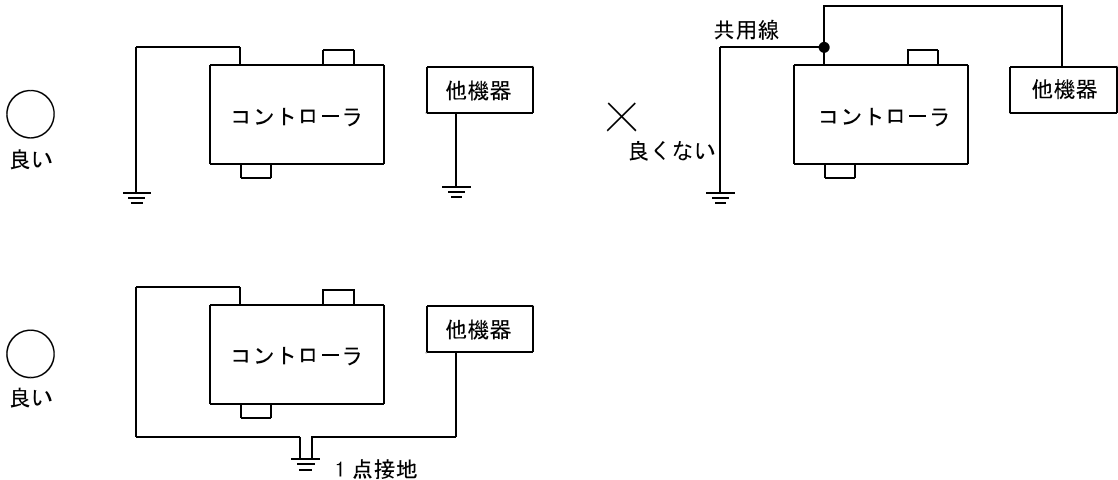 コントローラ
他機器
良い
共用線
コントローラ
他機器
良くない
コントローラ
他機器
良い
1点接地